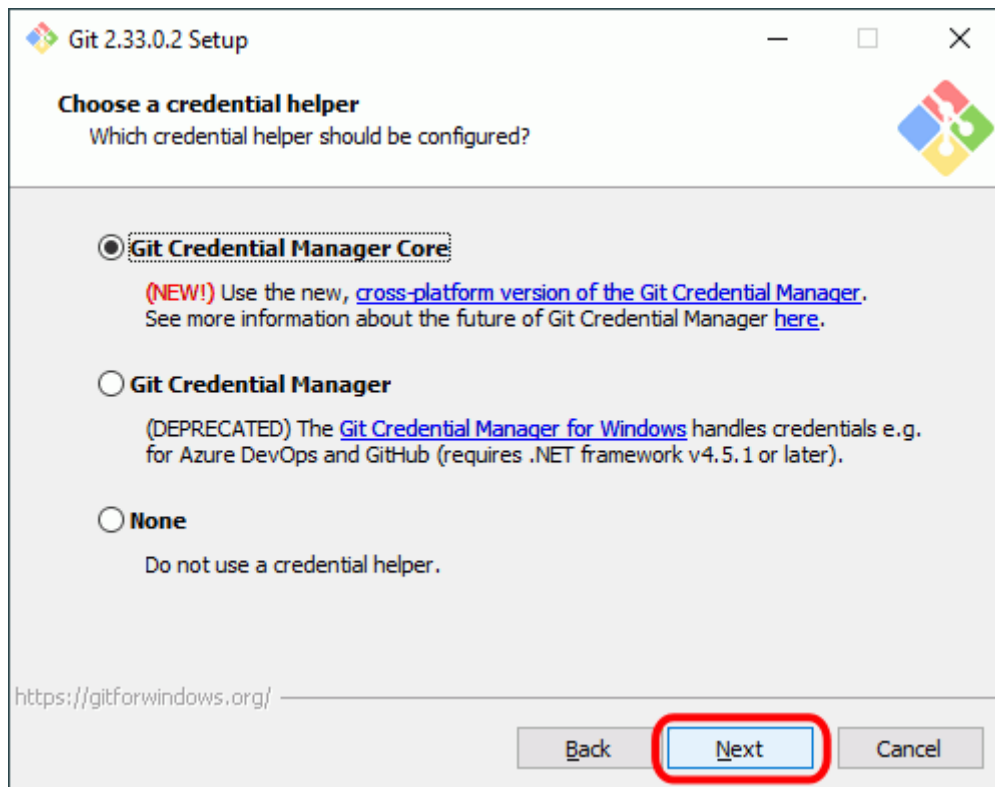 Git 2.33.0.2 Setup
Choose a credential helper
Which credential helper should be configured?
Git Credential Manager Core
(NEW!) Use the new, cross-platform version of the Git Credential Manager.
See more information about the future of Git Credential Manager here.
Git Credential Manager
(DEPRECATED) The Git Credential Manager for Windows handles credentials e.g.
for Azure DevOps and GitHub (requires .NET framework v4.5.1 or later).
None
Do not use a credential helper.
https://gitforwindows.org/
Back Next Cancel